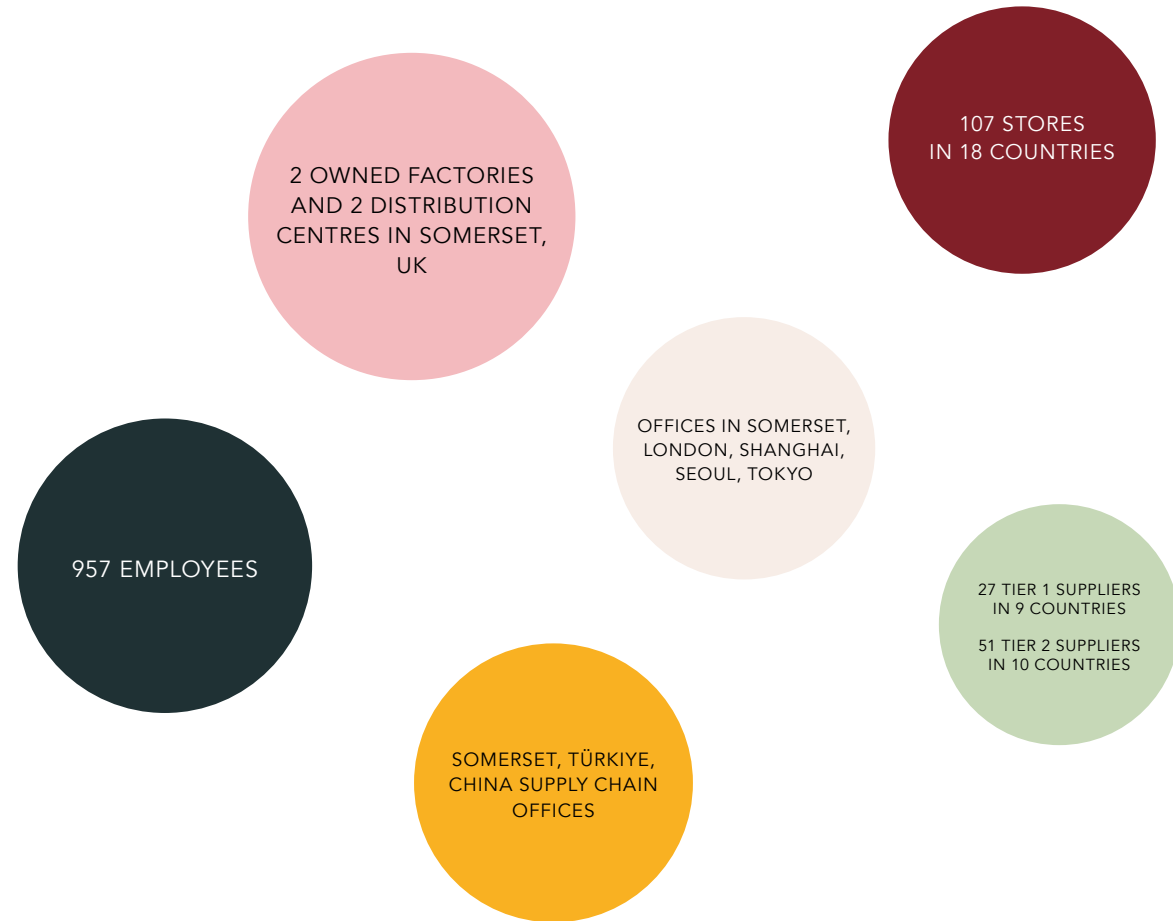 2 OWNED FACTORIES
AND 2 DISTRIBUTION
CENTRES IN SOMERSET,
UK
107 STORES
IN 18 COUNTRIES
OFFICES IN SOMERSET,
LONDON, SHANGHAI,
SEOUL, TOKYO
957 EMPLOYEES
27 TIER 1 SUPPLIERS
IN 9 COUNTRIES
51 TIER 2 SUPPLIERS
IN 10 COUNTRIES
SOMERSET, TÜRKIYE,
CHINA SUPPLY CHAIN
OFFICES